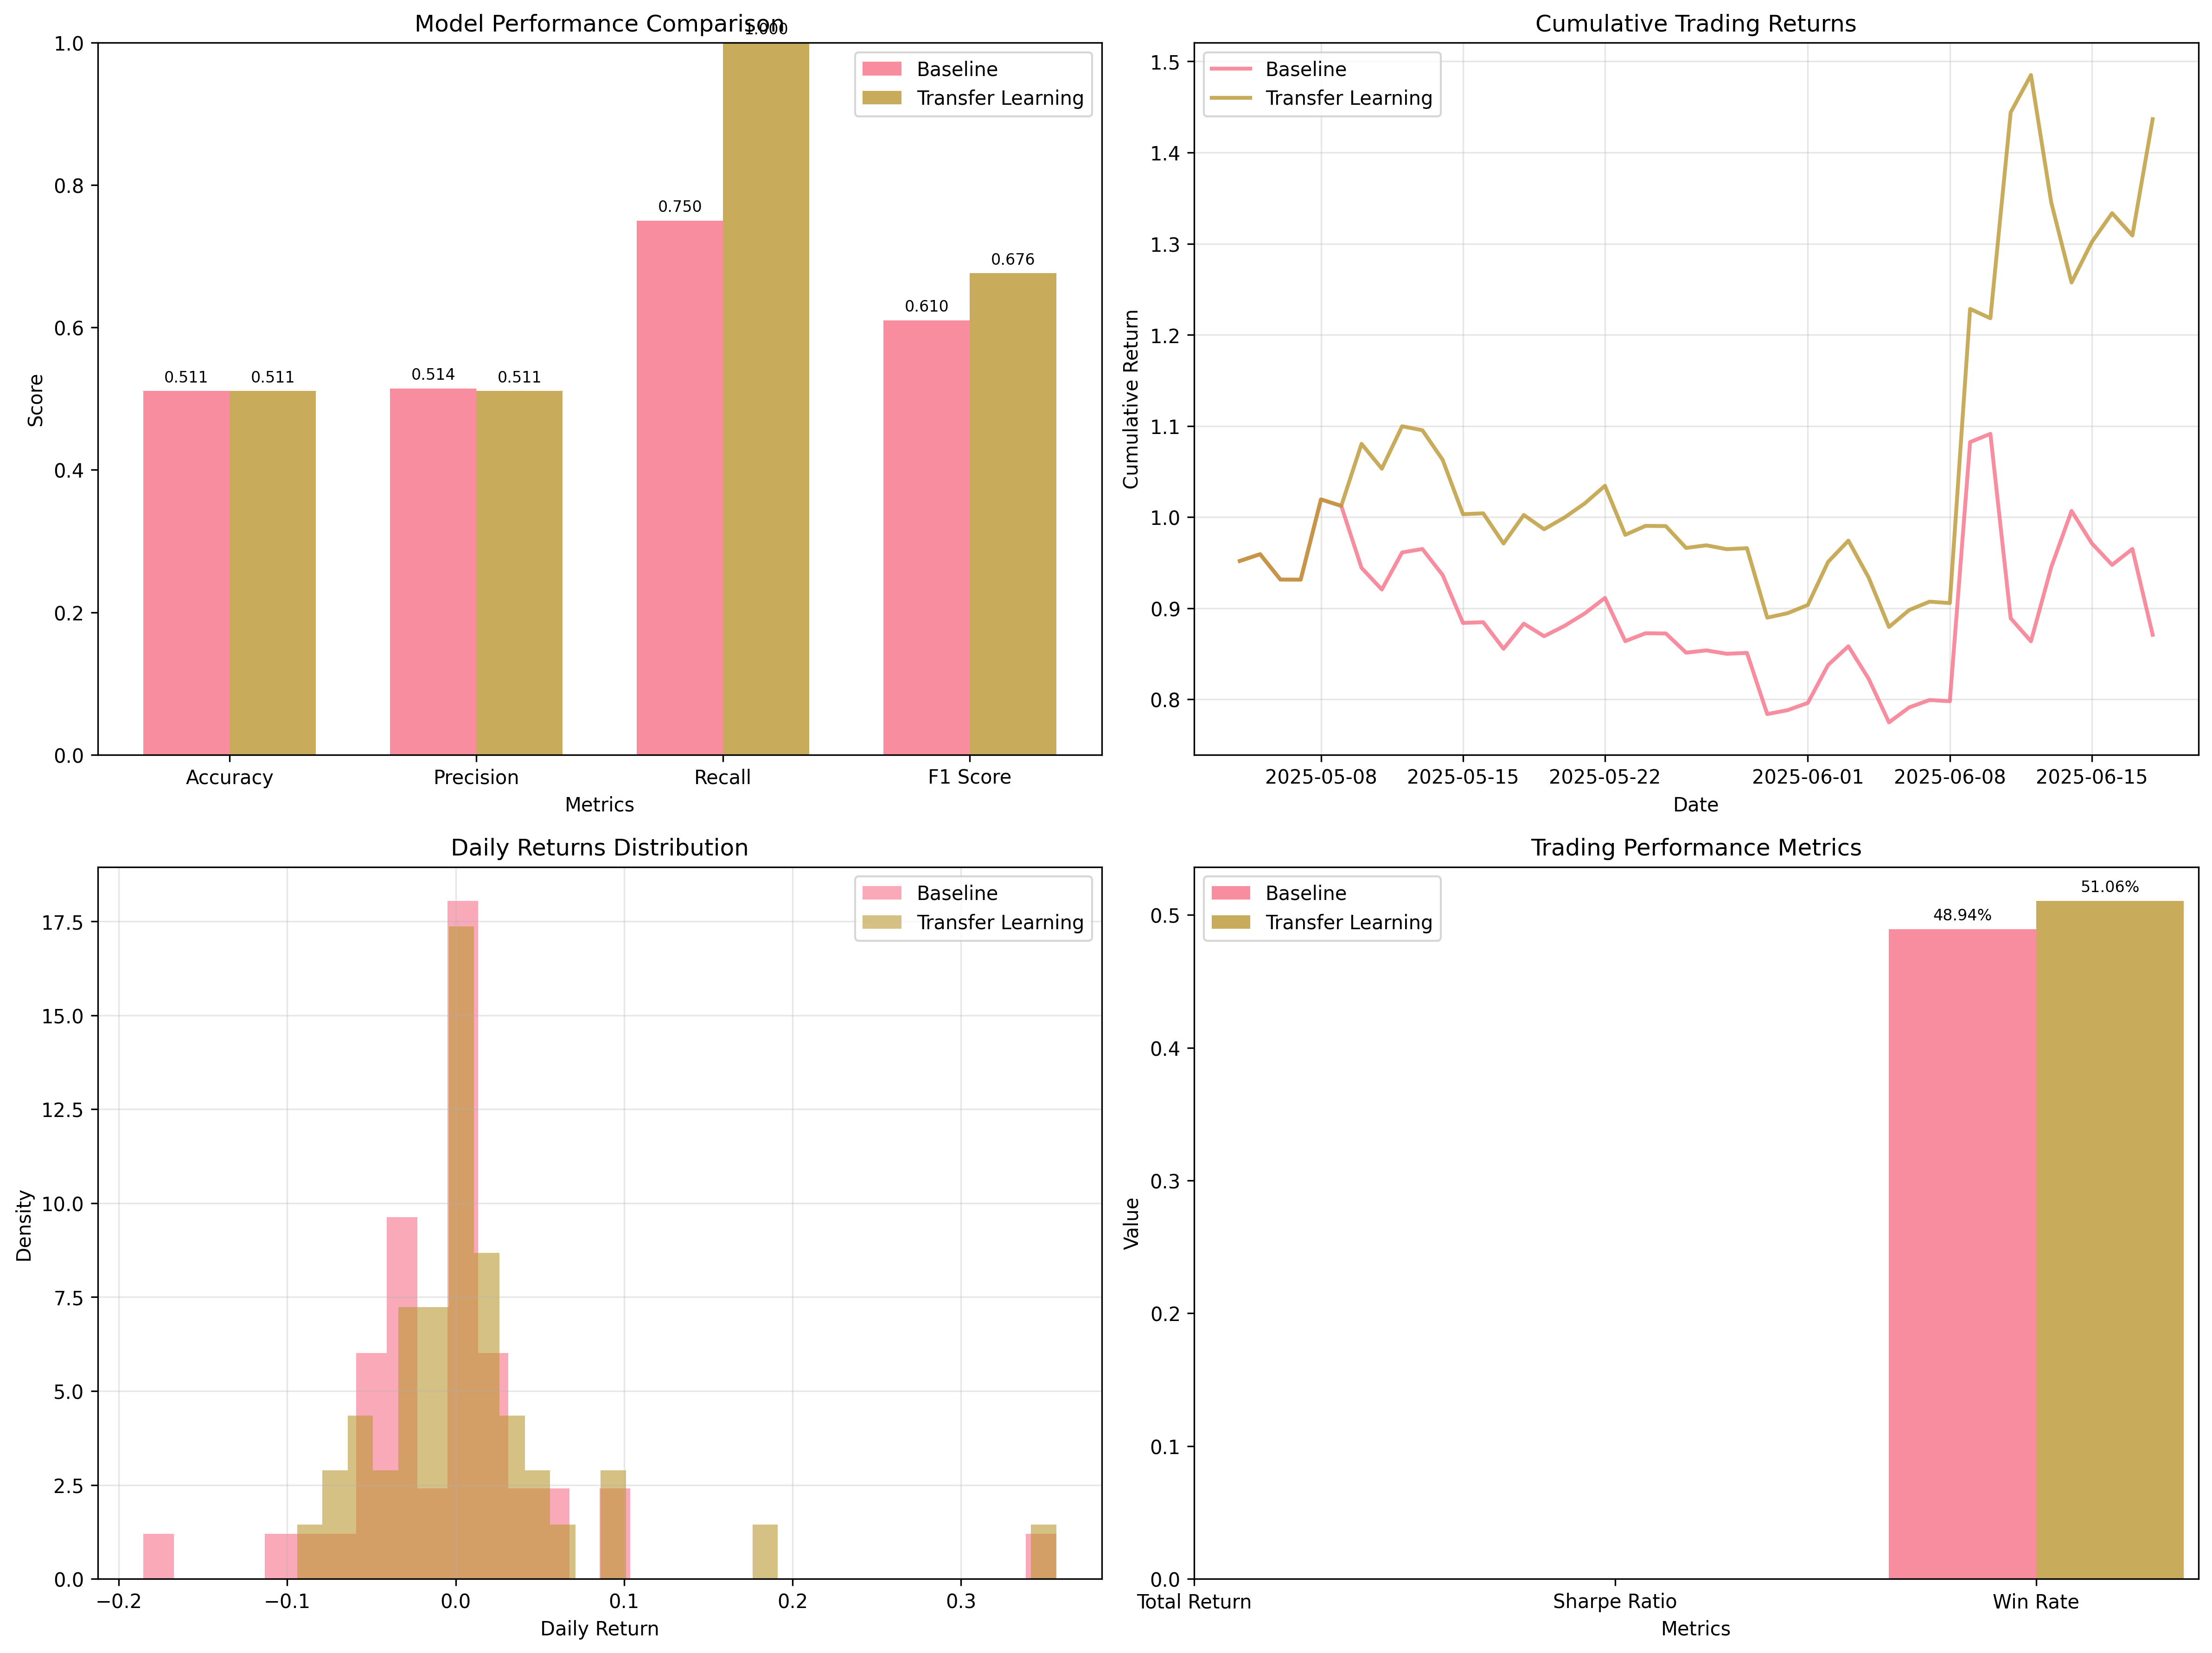 Model Performance Comparison
1.000
1.0
0.8
0.6
0.4
0.2
0.0
Score
Baseline
Transfer Learning
0.511
0.511
0.514
0.511
0.750
0.610
0.676
Accuracy
Precision
Recall
F1 Score
Metrics
Cumulative Trading Returns
1.5
1.4
1.3
1.2
1.1
1.0
0.9
0.8
Cumulative Return
Baseline
Transfer Learning
2025-05-08
2025-05-15
2025-05-22
2025-06-01
2025-06-08
2025-06-15
Date
Daily Returns Distribution
17.5
15.0
12.5
10.0
7.5
5.0
2.5
0.0
Density
Baseline
Transfer Learning
−0.2
−0.1
0.0
0.1
0.2
0.3
Daily Return
Trading Performance Metrics
0.5
0.4
0.3
0.2
0.1
0.0
Value
Baseline
Transfer Learning
48.94%
51.06%
Total Return
Sharpe Ratio
Win Rate
Metrics